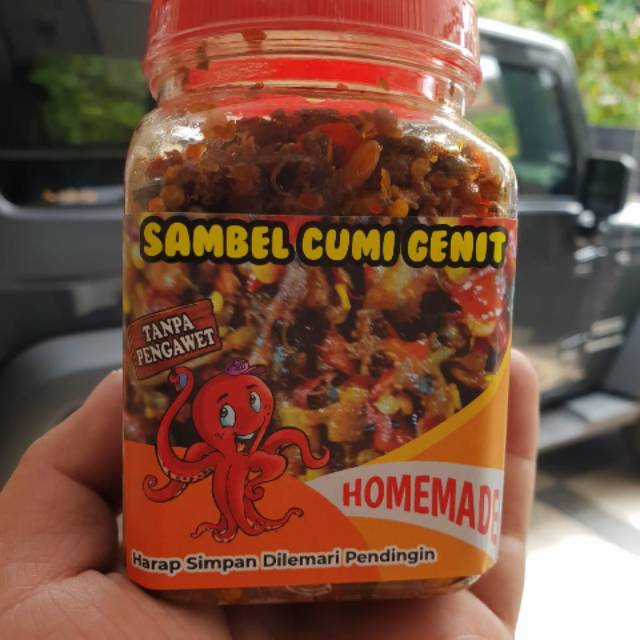 SAMBEL CUMI GENIT
TANPA
PENGAWET
HOMEMADE
Harap Simpan Dilemari Pendingin